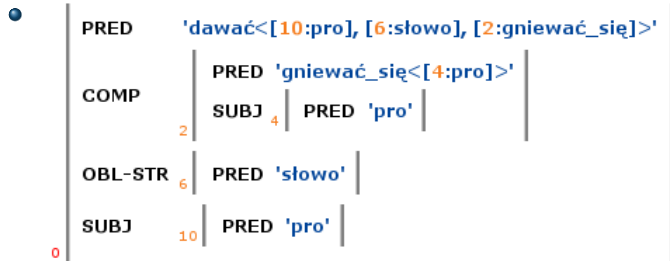 PRED 'dawać<[10:pro], [6:słowo], [2:gniewać_się]>'
PRED 'gniewać_się<[4:pro]>'
COMP
SUBJ 4 PRED 'pro'
2
OBL-STR 6 PRED 'słowo'
SUBJ 10 PRED 'pro'
0